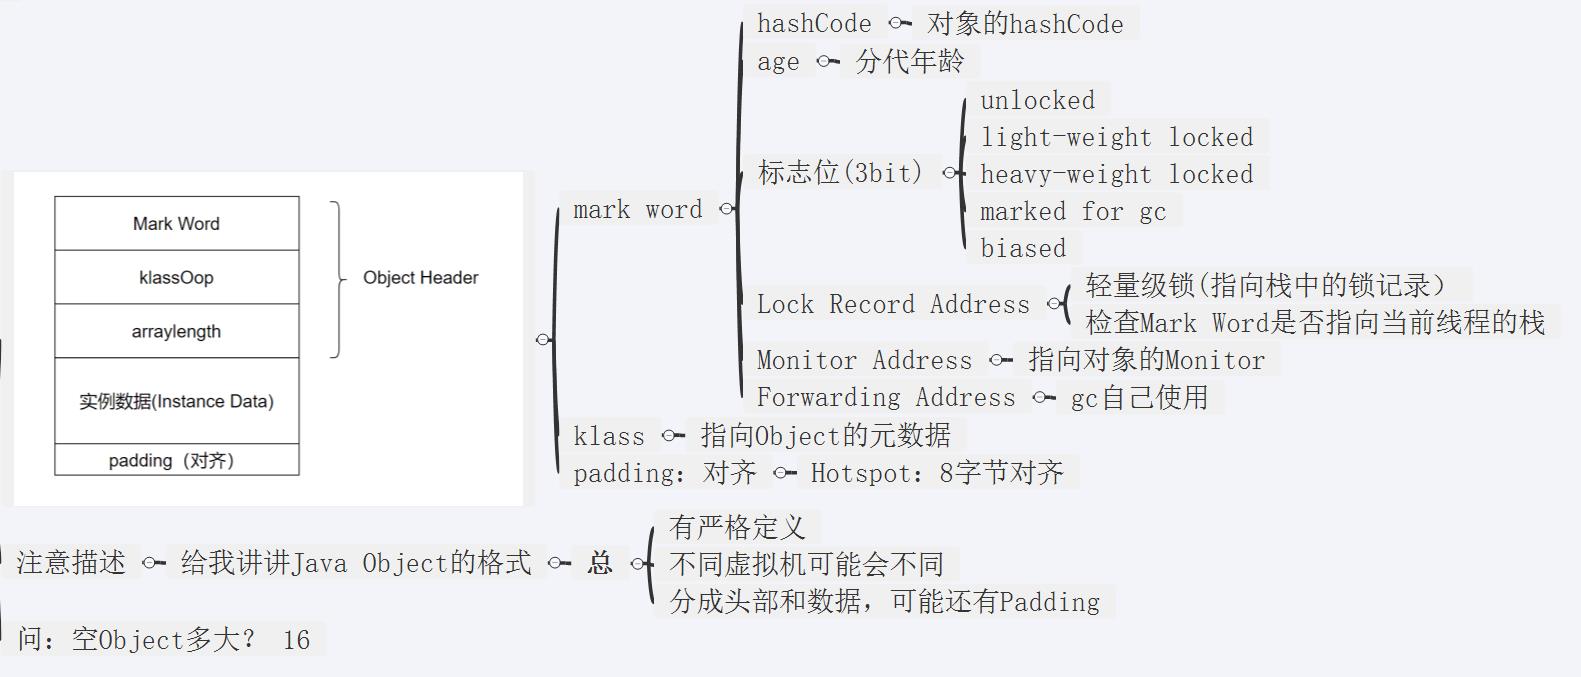 Mark Word
klassOop
arraylength
实例数据(Instance Data)
padding（对齐）
Object Header
mark word
hashCode
对象的hashCode
age
分代年龄
标志位(3bit)
unlocked
light-weight locked
heavy-weight locked
marked for gc
biased
Lock Record Address
轻量级锁(指向栈中的锁记录）
检查Mark Word是否指向当前线程的栈
Monitor Address
指向对象的Monitor
Forwarding Address
gc自己使用
klass
指向Object的元数据
padding: 对齐
Hotspot: 8字节对齐
注意描述
给我讲讲Java Object的格式
总
有严格定义
不同虚拟机可能会不同
分成头部和数据，可能还有Padding
问：空Object多大？ 16